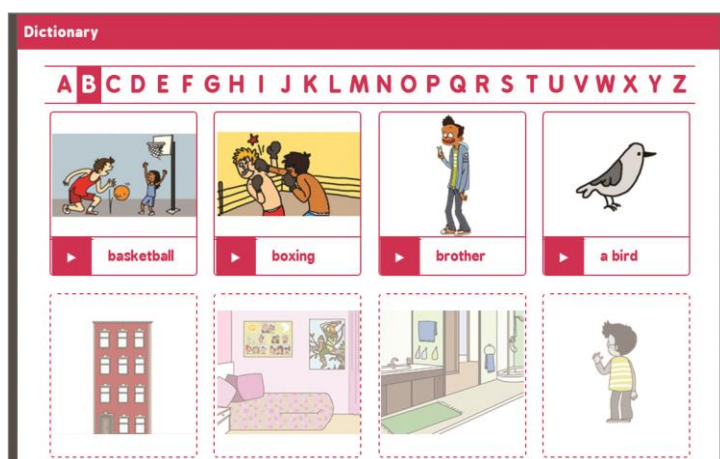 Dictionary
A B C D E F G H I J K L M N O P Q R S T U V W X Y Z
basketball
boxing
brother
a bird